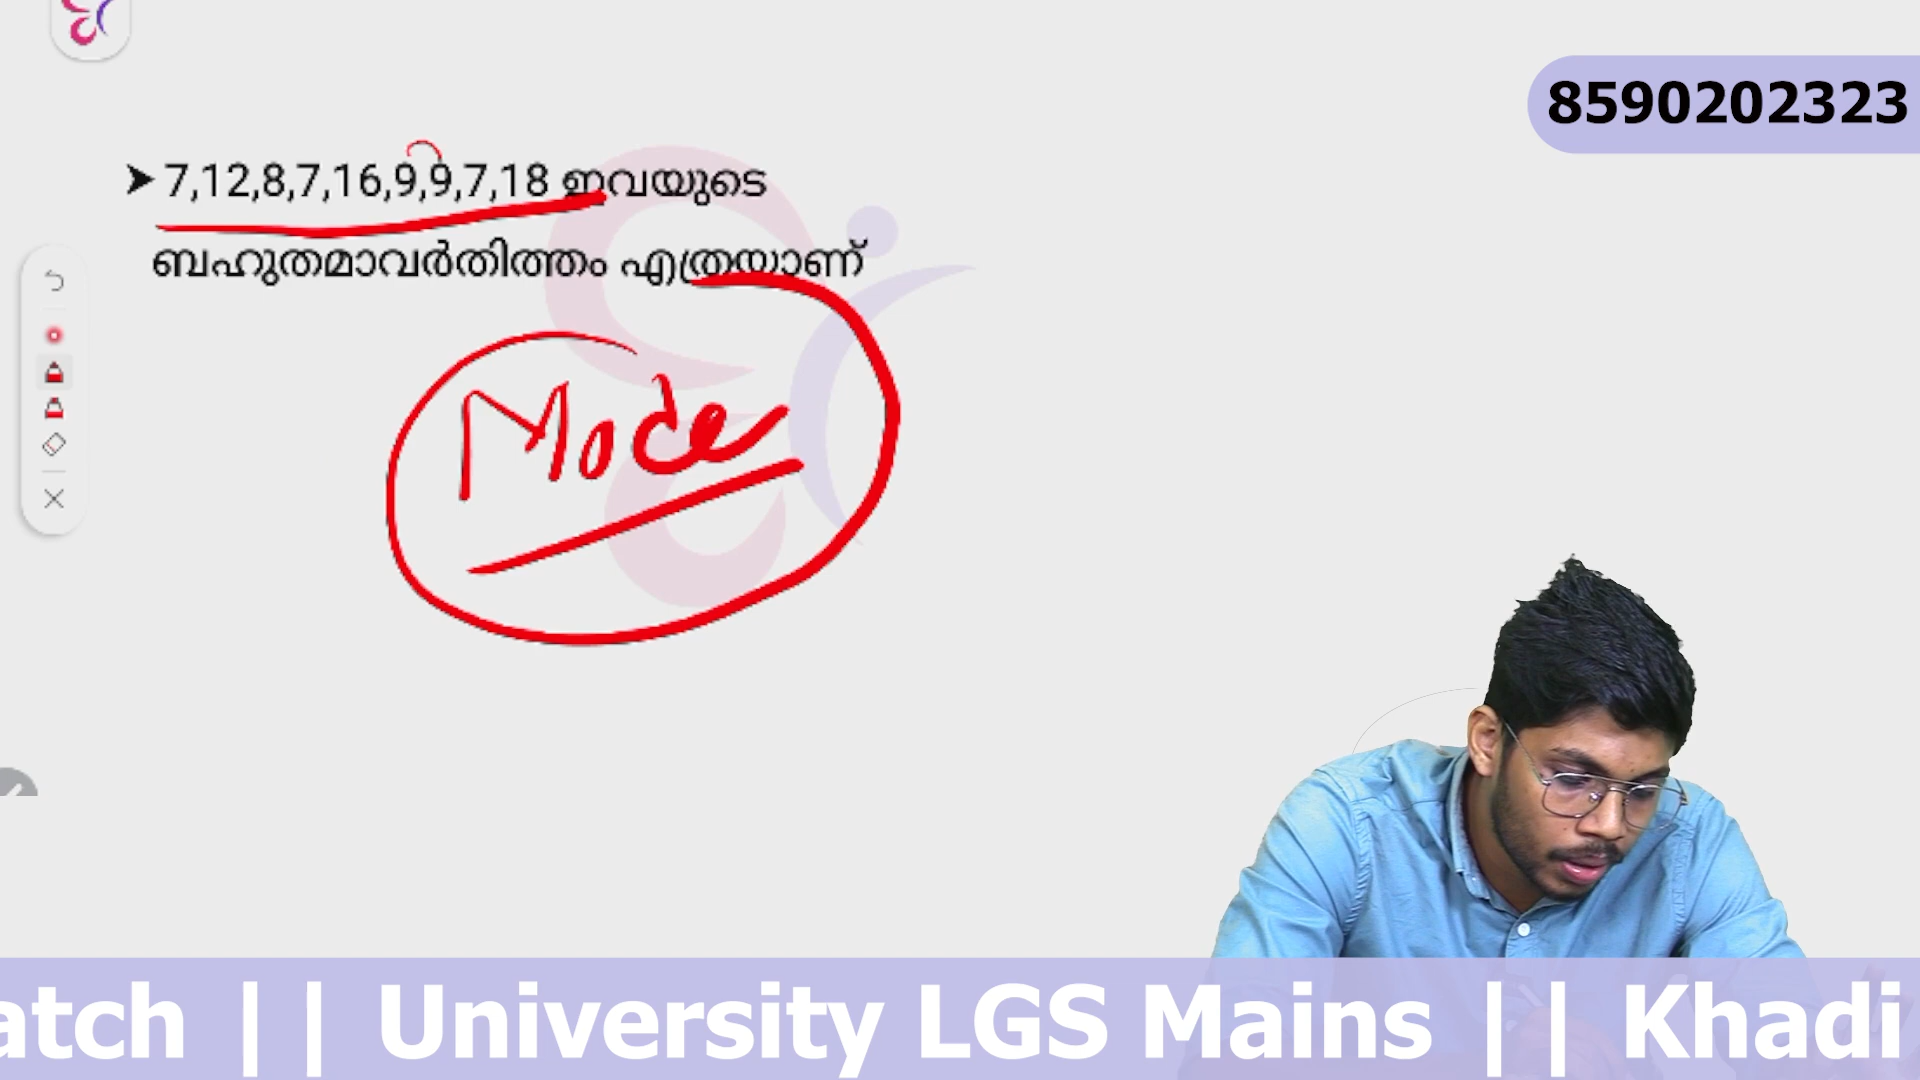 8590202323
➤ 7,12,8,7,16,9,9,7,18 ഇവയുടെ
ബഹുതമാവർതിത്തം എത്രയാണ്
Mode
atch || University LGS Mains || Khadi